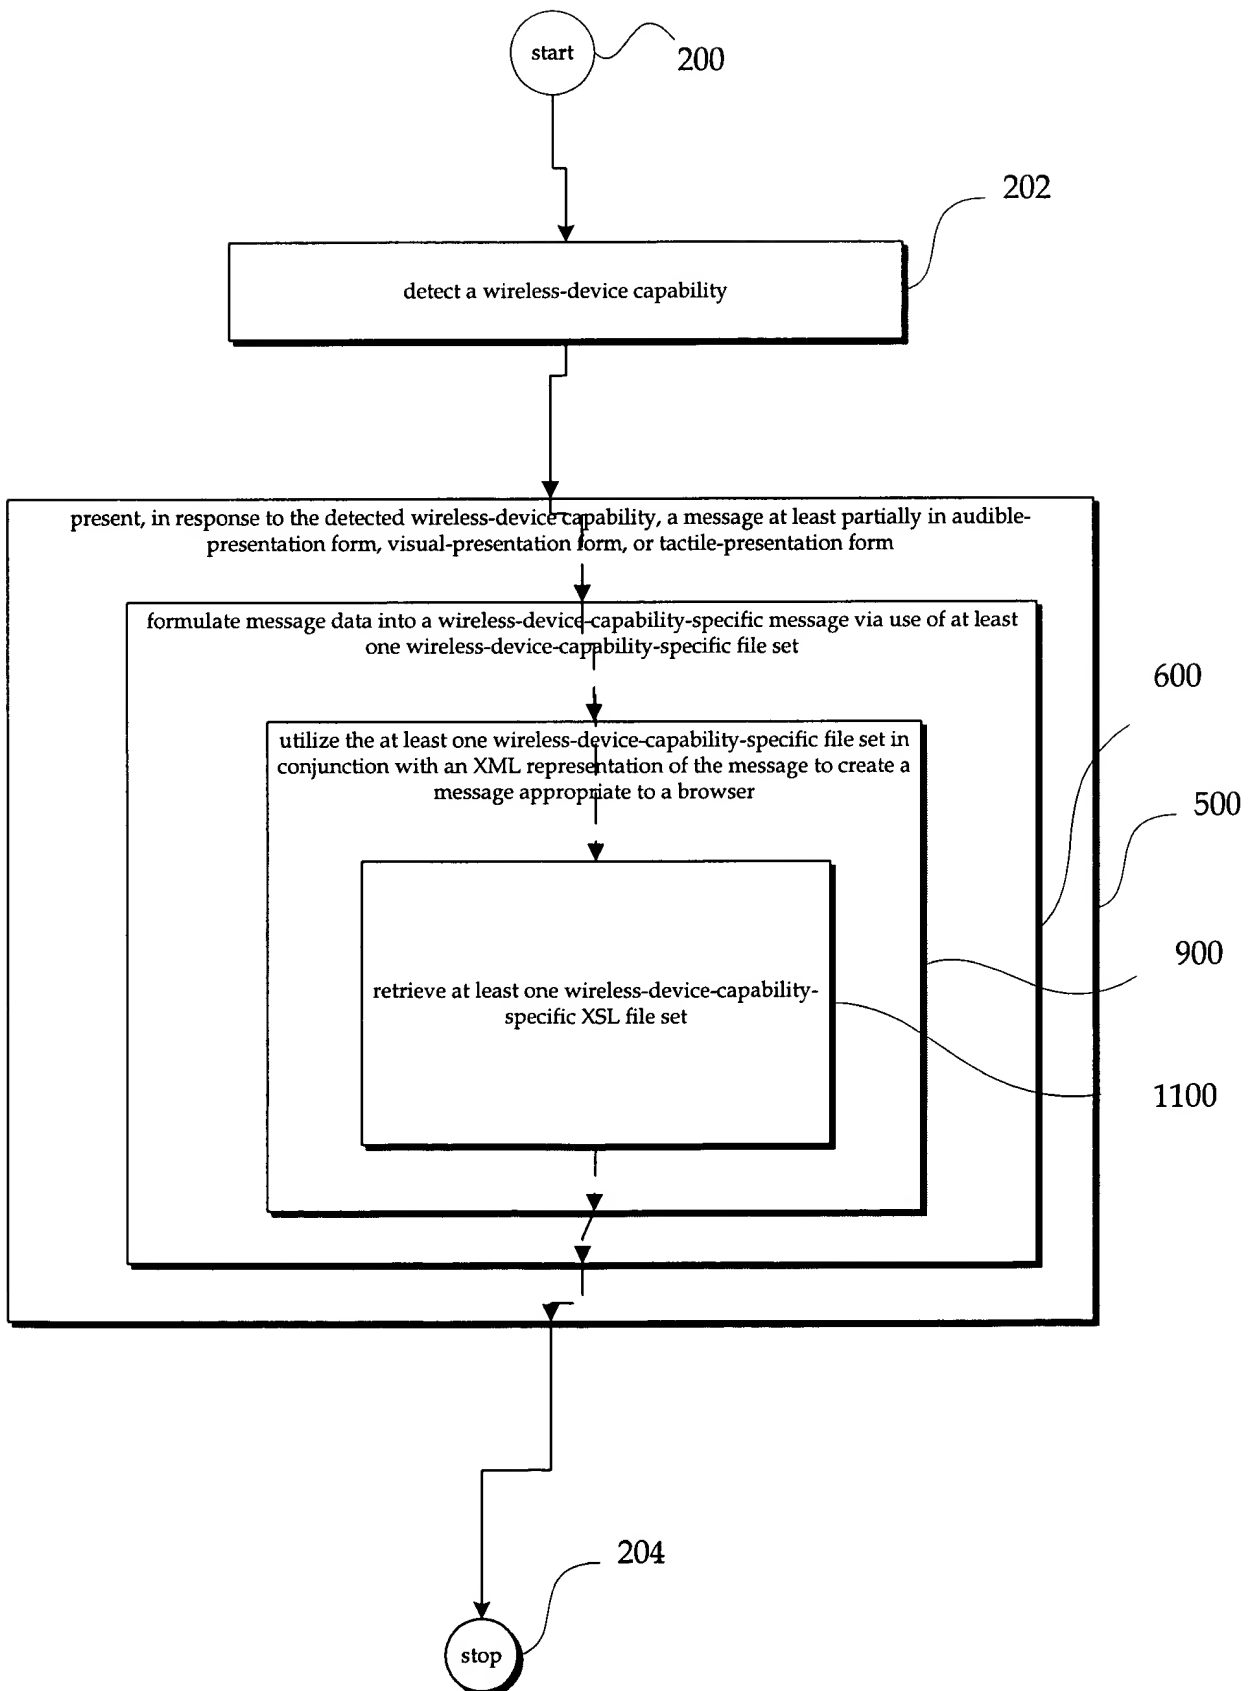 start
200
202
detect a wireless-device capability
present, in response to the detected wireless-device capability, a message at least partially in audible-
presentation form, visual-presentation form, or tactile-presentation form
formulate message data into a wireless-device-capability-specific message via use of at least
one wireless-device-capability-specific file set
600
utilize the at least one wireless-device-capability-specific file set in
conjunction with an XML representation of the message to create a
message appropriate to a browser
500
900
retrieve at least one wireless-device-capability-
specific XSL file set
1100
204
stop